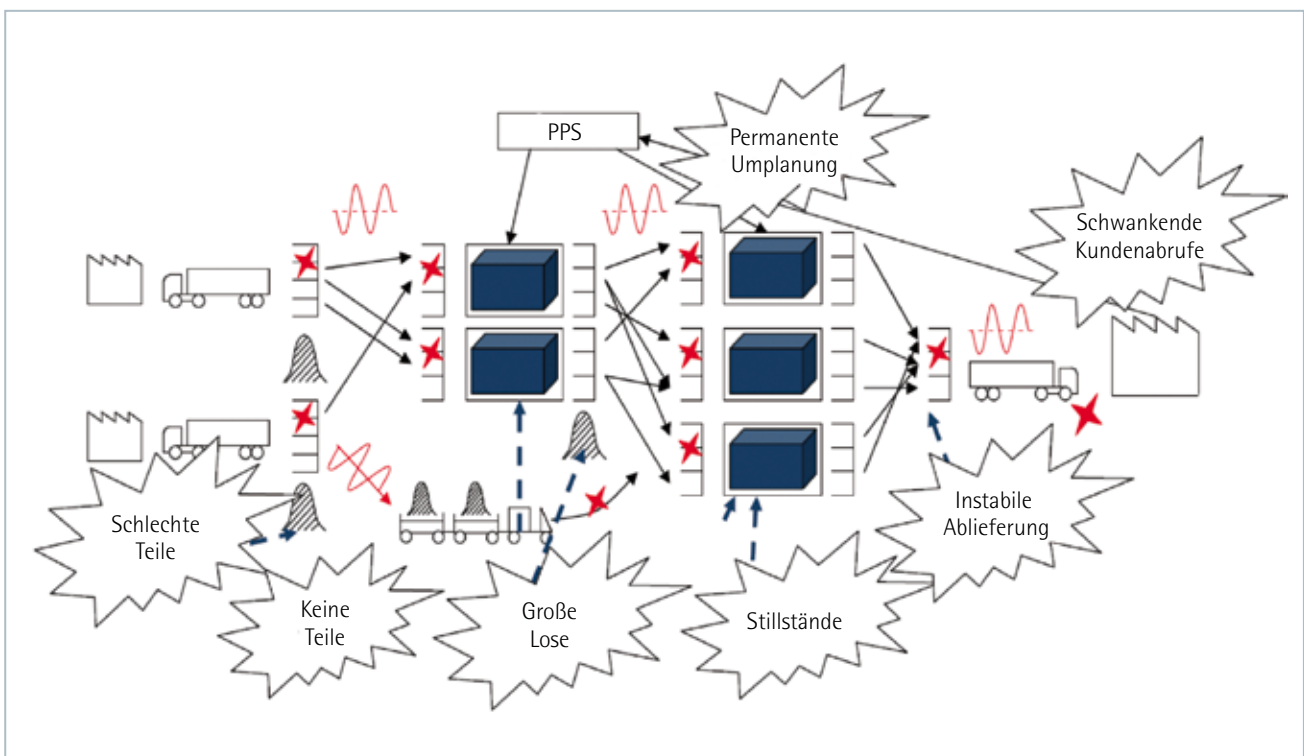 PPS
Permanente
Umplanung
Schwankende
Kundenabrufe
Schlechte
Teile
Keine
Teile
Große
Lose
Stillstände
Instabile
Ablieferung